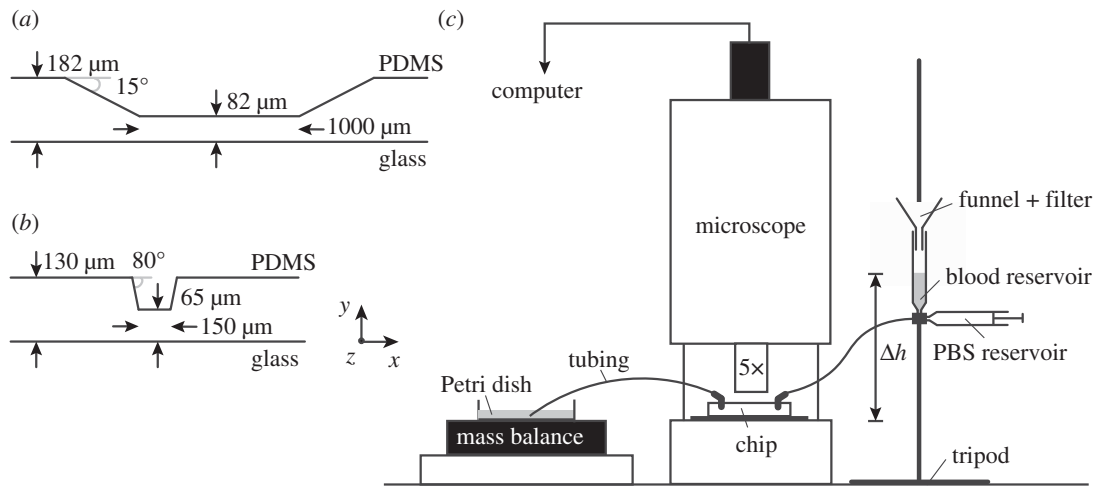 (a)
182 µm
PDMS
15°
82 µm
1000 µm
glass
(b)
130 µm
80°
PDMS
65 µm
150 µm
glass
y
z
x
(c)
computer
microscope
funnel + filter
blood reservoir
PBS reservoir
Δh
5×
tubing
Petri dish
mass balance
chip
tripod